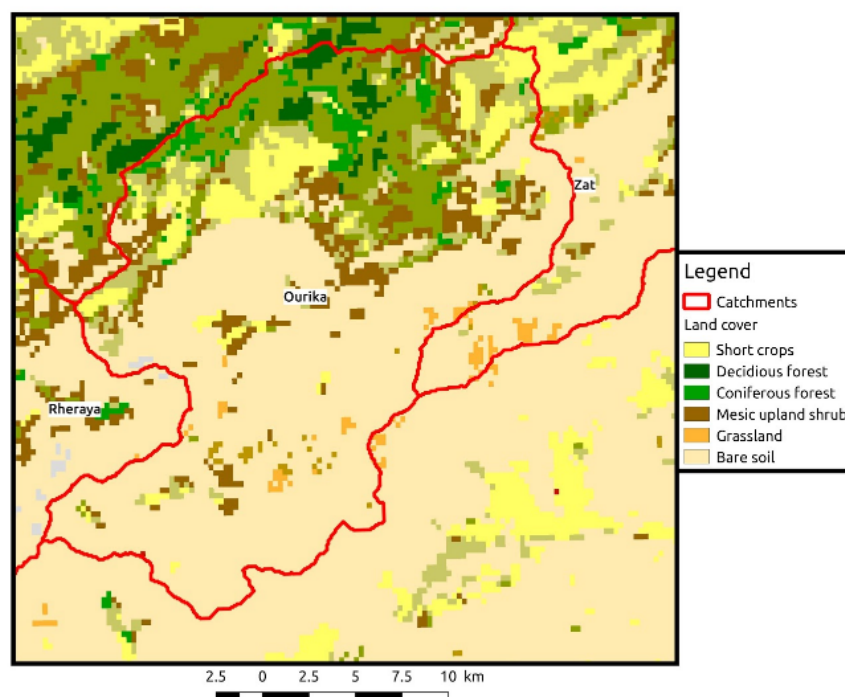 Zat
Ourika
Rheraya
Legend
Catchments
Land cover
Short crops
Decidious forest
Coniferous forest
Mesic upland shrub
Grassland
Bare soil
2.5 0 2.5 5 7.5 10 km